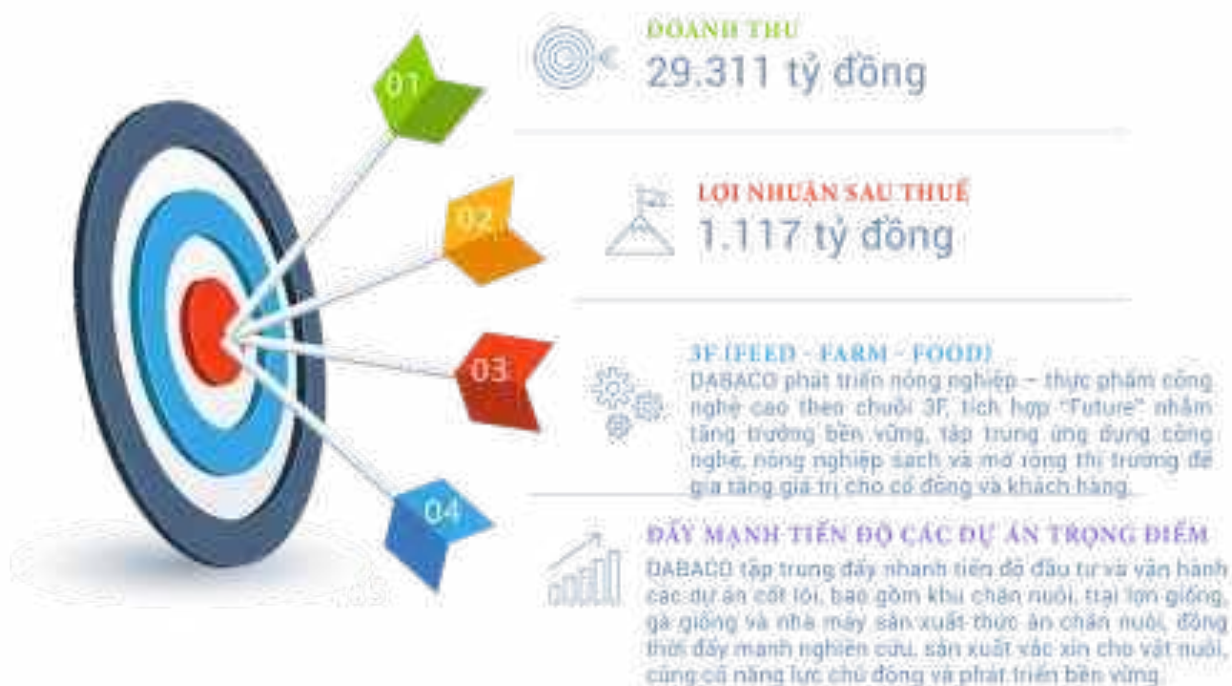 01
DOANH THU
29.311 tỷ đồng
02
LỢI NHUẬN SAU THUẾ
1.117 tỷ đồng
03
3F (FEED - FARM - FOOD)
DABACO phát triển nông nghiệp – thực phẩm công
nghệ cao theo chuỗi 3F, tích hợp "Future" nhằm
tăng trưởng bền vững, tập trung ứng dụng công
nghệ, nông nghiệp sạch và mở rộng thị trường để
gia tăng giá trị cho cổ đông và khách hàng.
04
ĐẨY MẠNH TIẾN ĐỘ CÁC DỰ ÁN TRỌNG ĐIỂM
DABACO tập trung đẩy nhanh tiến độ đầu tư và vận hành
các dự án cốt lõi, bao gồm khu chăn nuôi, trại lợn giống,
gà giống và nhà máy sản xuất thức ăn chăn nuôi, đồng
thời đẩy mạnh nghiên cứu, sản xuất vắc xin cho vật nuôi,
củng cố năng lực chủ động và phát triển bền vững.